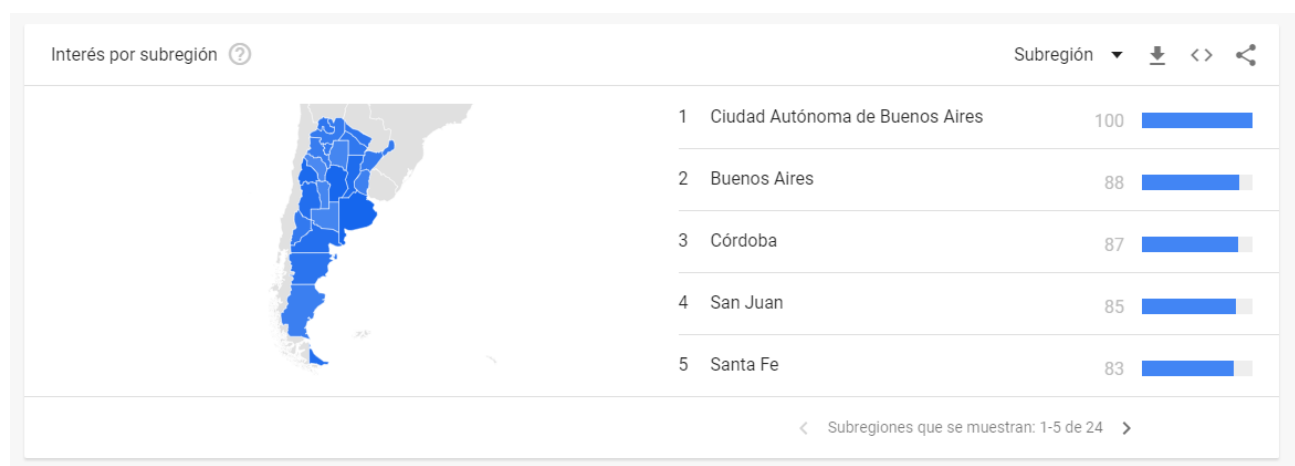 Interés por subregión ?
Subregión
1 Ciudad Autónoma de Buenos Aires 100
2 Buenos Aires 88
3 Córdoba 87
4 San Juan 85
5 Santa Fe 83
Subregiones que se muestran: 1-5 de 24